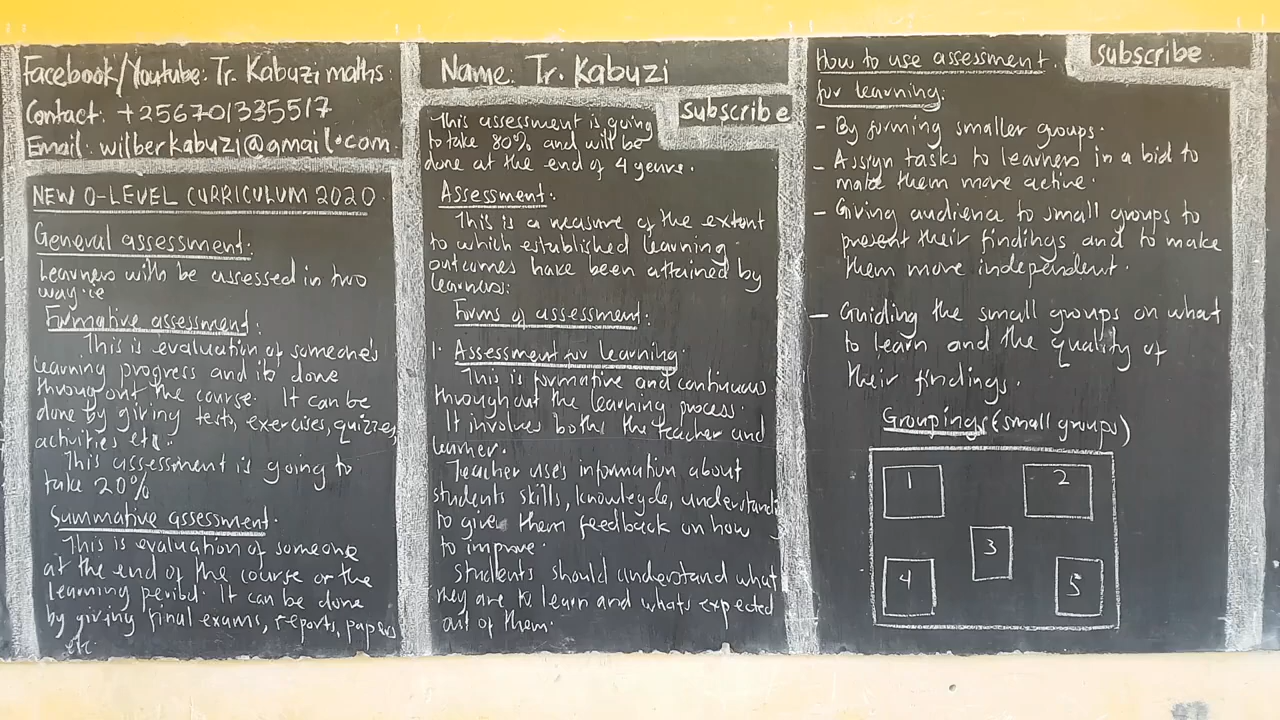 Facebook/Youtube: Tr. Kabuzi maths
Contact: +256701335517
Email: wilberkabuzi@gmail.com
NEW O-LEVEL CURRICULUM 2020
General assessment:
Learners with be assessed in two
way.ie
Formative assessment:
This is evaluation of someone's
learning progress and is done
throughout the course. It can be
done by giving tests, exercises, quizzes,
activities etc.
This assessment is going to
take 20%
Summative assessment.
This is evaluation of someone
at the end of the course or the
learning period. It can be done
by giving final exams, reports, papers
etc
Name: Tr. Kabuzi
subscribe
This assessment is going
to take 80% and will be
done at the end of 4 years.
Assessment:
This is a measure of the extent
to which established learning
outcomes have been attained by
learners:
Forms of assessment:
1. Assessment for learning.
This is formative and continuous
throughout the learning process.
It involves boths the teacher and
learner.
Teacher uses information about
students skills, knowlegde, understand
to give them feedback on how
to improve.
Students should understand what
they are to learn and whats expected
out of them.
subscribe
How to use assessment
for learning:
- By forming smaller groups.
- Assign tasks to learners in a bid to
make them more active.
- Giving audience to small groups to
present their findings and to make
them more independent.
- Guiding the small groups on what
to learn and the quality of
their findings.
Groupings (small groups)
1 2
3
4 5